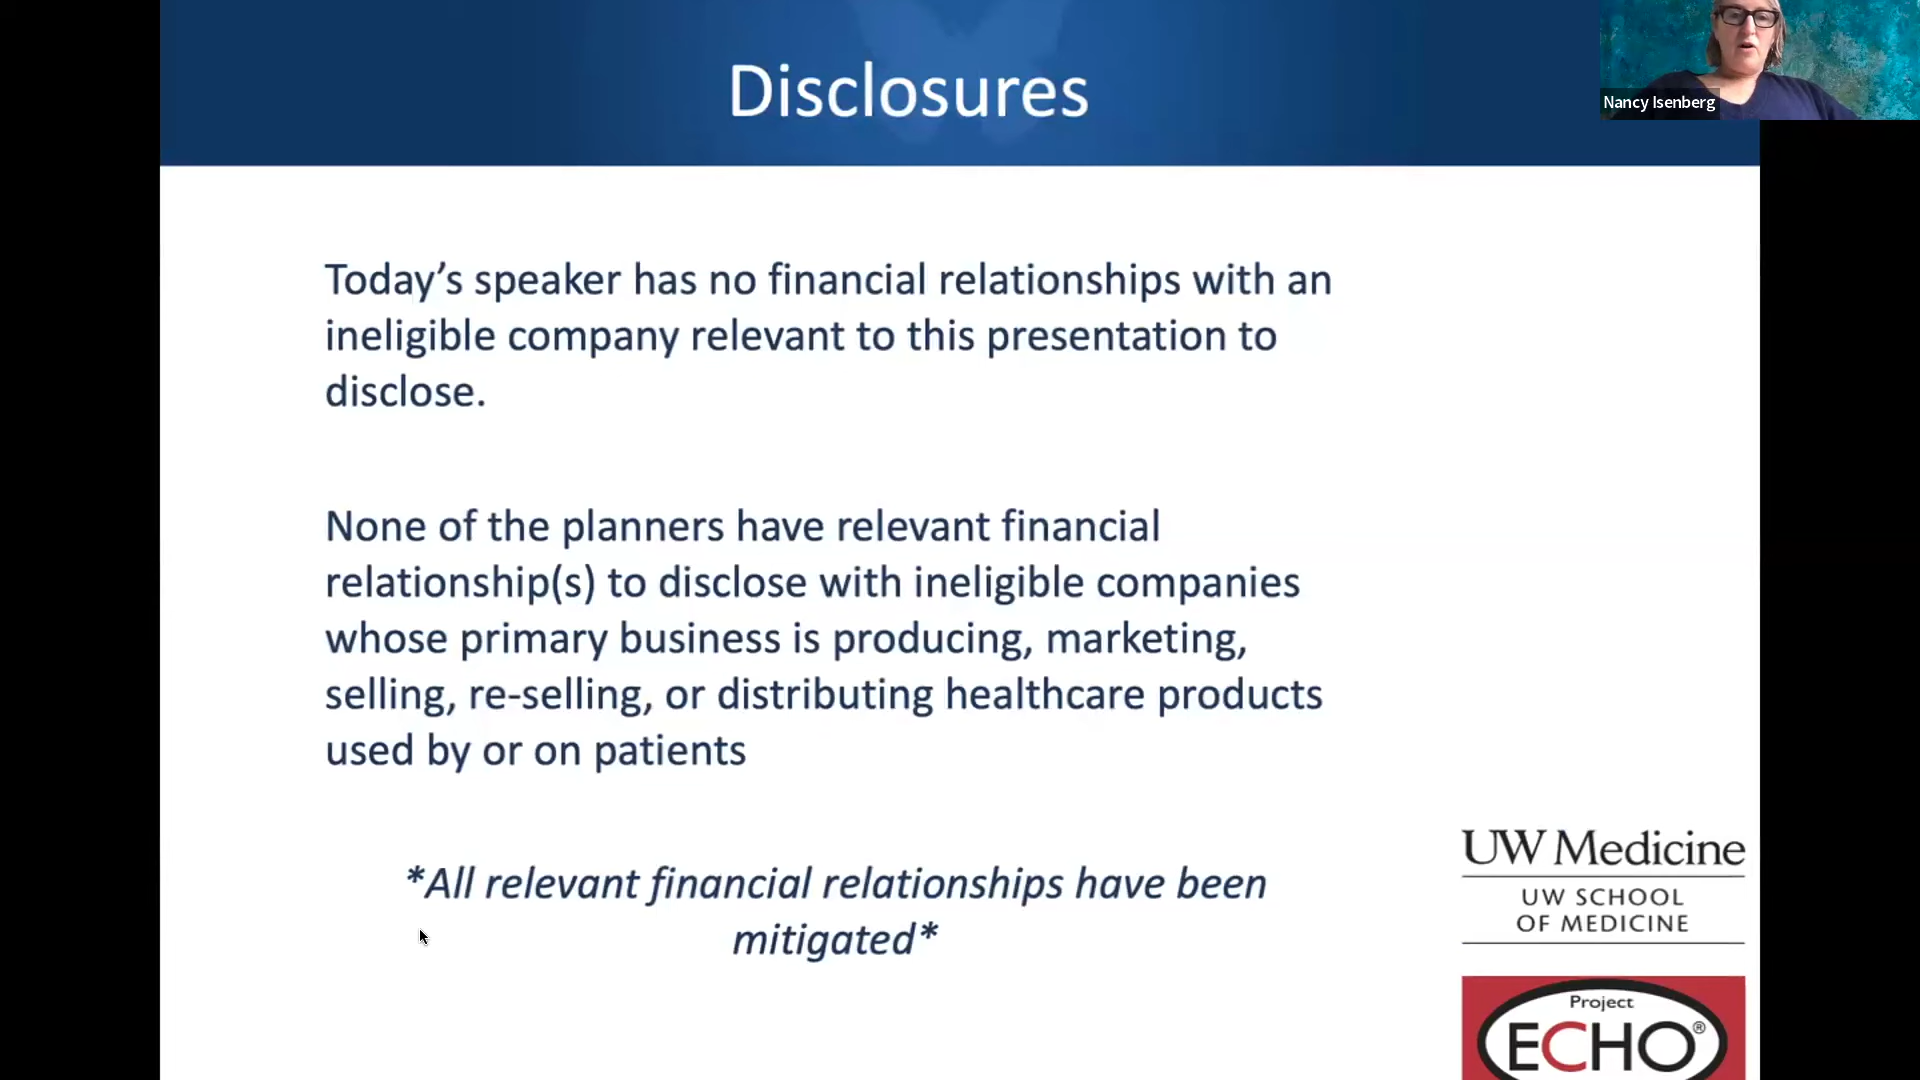 Disclosures
Nancy Isenberg
Today’s speaker has no financial relationships with an
ineligible company relevant to this presentation to
disclose.
None of the planners have relevant financial
relationship(s) to disclose with ineligible companies
whose primary business is producing, marketing,
selling, re-selling, or distributing healthcare products
used by or on patients
*All relevant financial relationships have been
mitigated*
UW Medicine
UW SCHOOL
OF MEDICINE
Project
ECHO®